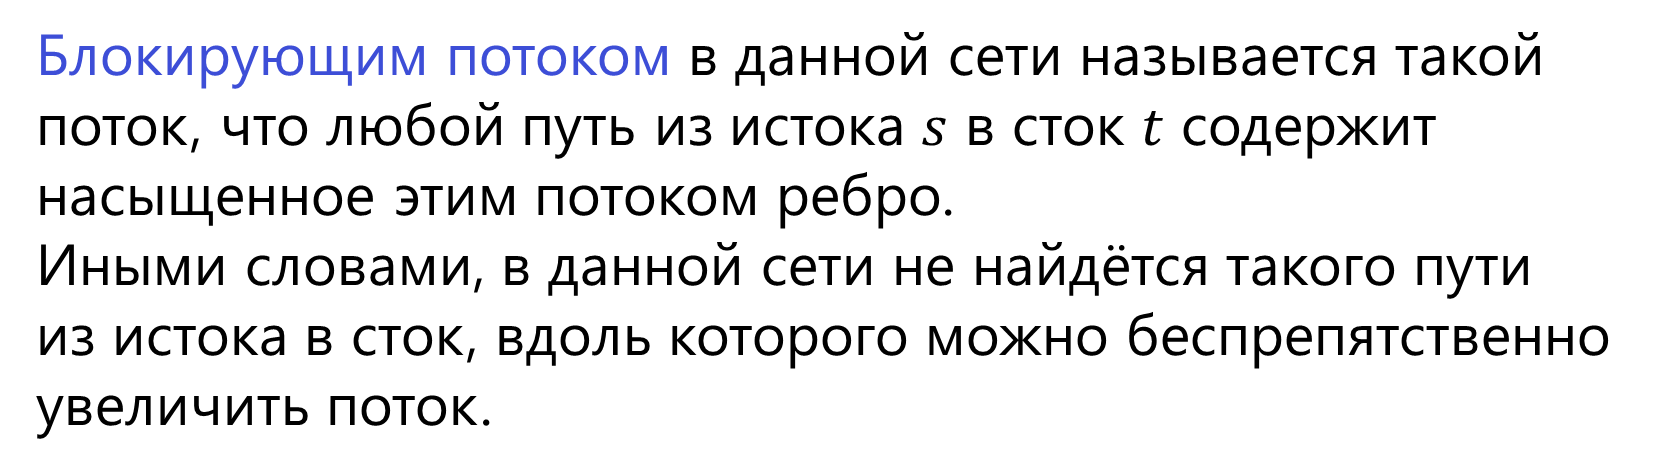 Блокирующим потоком в данной сети называется такой
поток, что любой путь из истока s в сток t содержит
насыщенное этим потоком ребро.
Иными словами, в данной сети не найдётся такого пути
из истока в сток, вдоль которого можно беспрепятственно
увеличить поток.